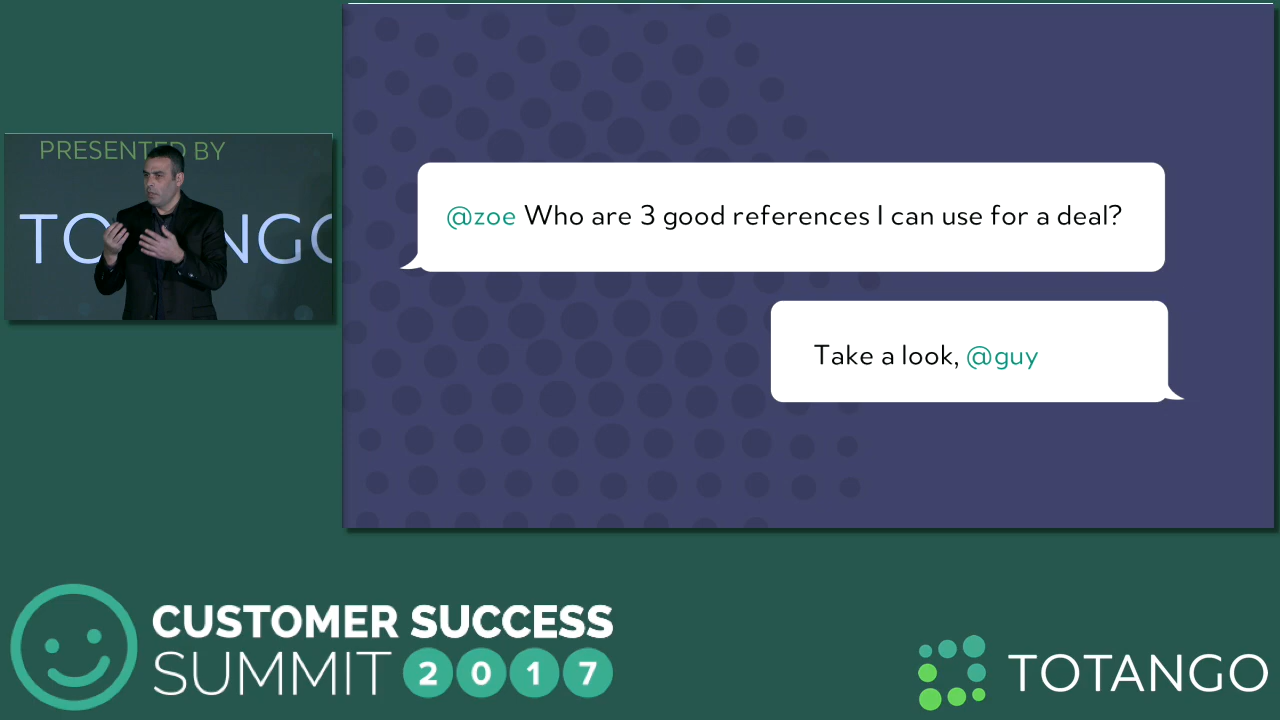 PRESENTED BY
TOTANGO
@zoe Who are 3 good references I can use for a deal?
Take a look, @guy
CUSTOMER SUCCESS
SUMMIT 2017
TOTANGO